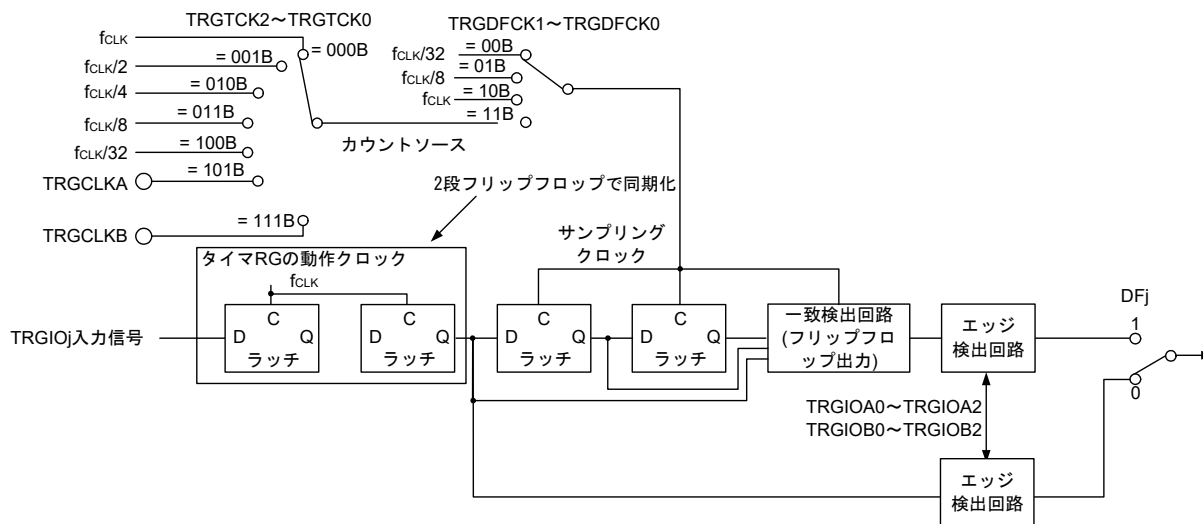 TRGTCK2～TRGTCK0
TRGDFCK1～TRGDFCK0
fCLK
= 000B
fCLK/2
= 001B
fCLK/4
= 010B
fCLK/8
= 011B
fCLK/32
= 100B
TRGCLKA
= 101B
TRGCLKB
= 111B
fCLK/32
= 00B
fCLK/8
= 01B
fCLK
= 10B
= 11B
カウントソース
2段フリップフロップで同期化
サンプリング
クロック
タイマRGの動作クロック
fCLK
TRGIOj入力信号
D
C
ラッチ
D
C
Q
ラッチ
D
C
Q
ラッチ
D
C
Q
ラッチ
一致検出回路
(フリップフロ
ップ出力)
エッジ
検出回路
DFj
1
0
TRGIOA0～TRGIOA2
TRGIOB0～TRGIOB2
エッジ
検出回路